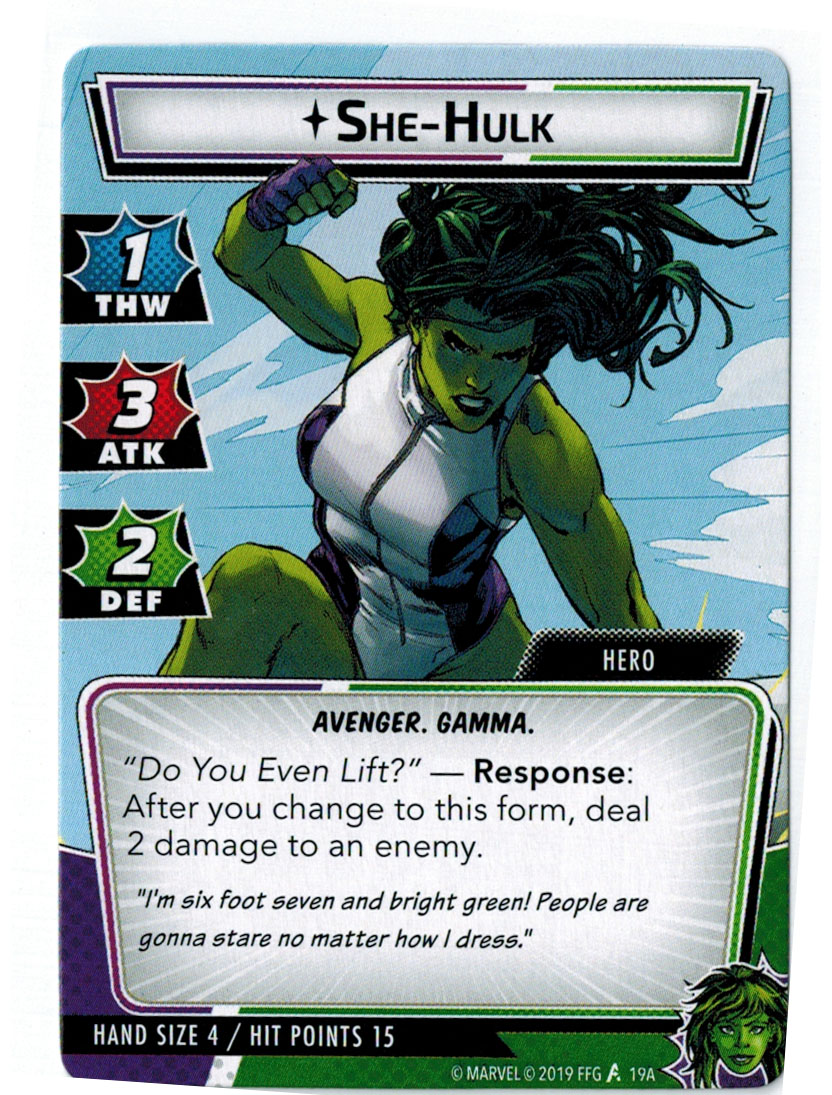 SHE-HULK
1
THW
3
ATK
2
DEF
HERO
AVENGER. GAMMA.
“Do You Even Lift?” — Response:
After you change to this form, deal
2 damage to an enemy.
"I'm six foot seven and bright green! People are
gonna stare no matter how I dress."
HAND SIZE 4 / HIT POINTS 15
© MARVEL © 2019 FFG 19A